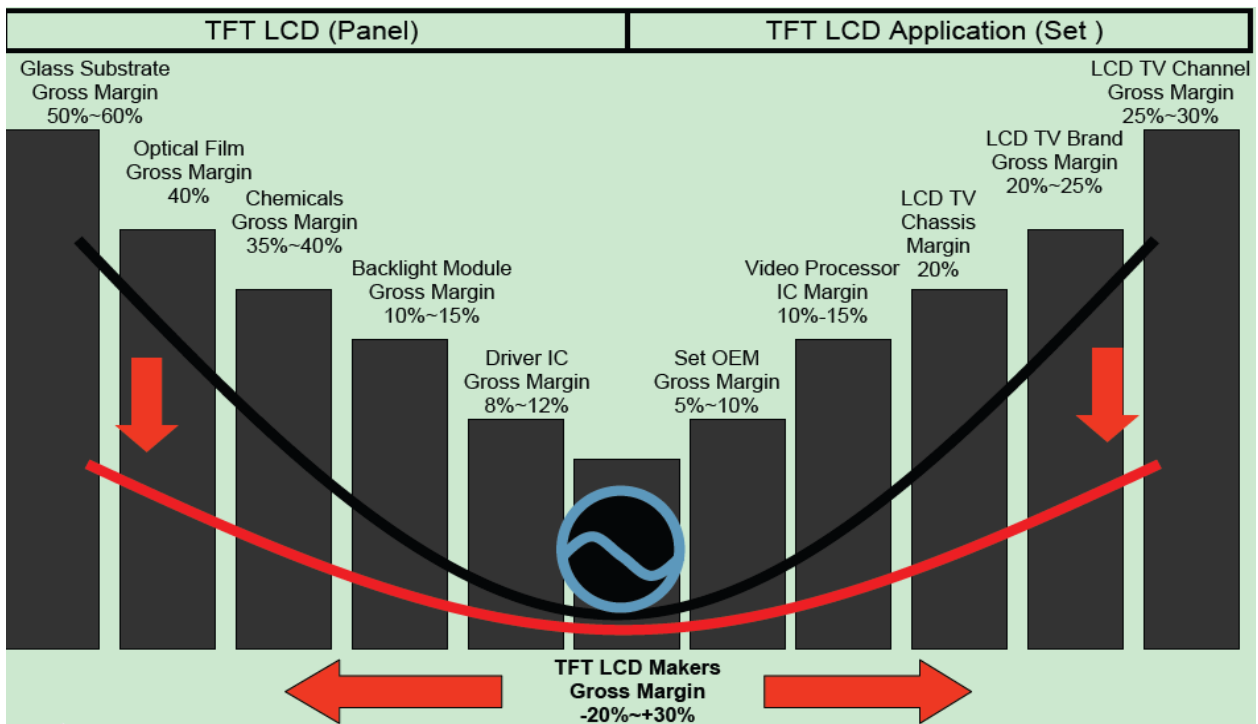 TFT LCD (Panel)
TFT LCD Application (Set )
Glass Substrate
Gross Margin
50%~60%
Optical Film
Gross Margin
40%
Chemicals
Gross Margin
35%~40%
Backlight Module
Gross Margin
10%~15%
Driver IC
Gross Margin
8%~12%
Set OEM
Gross Margin
5%~10%
Video Processor
IC Margin
10%-15%
LCD TV
Chassis
Margin
20%
LCD TV Brand
Gross Margin
20%~25%
LCD TV Channel
Gross Margin
25%~30%
TFT LCD Makers
Gross Margin
-20%~+30%